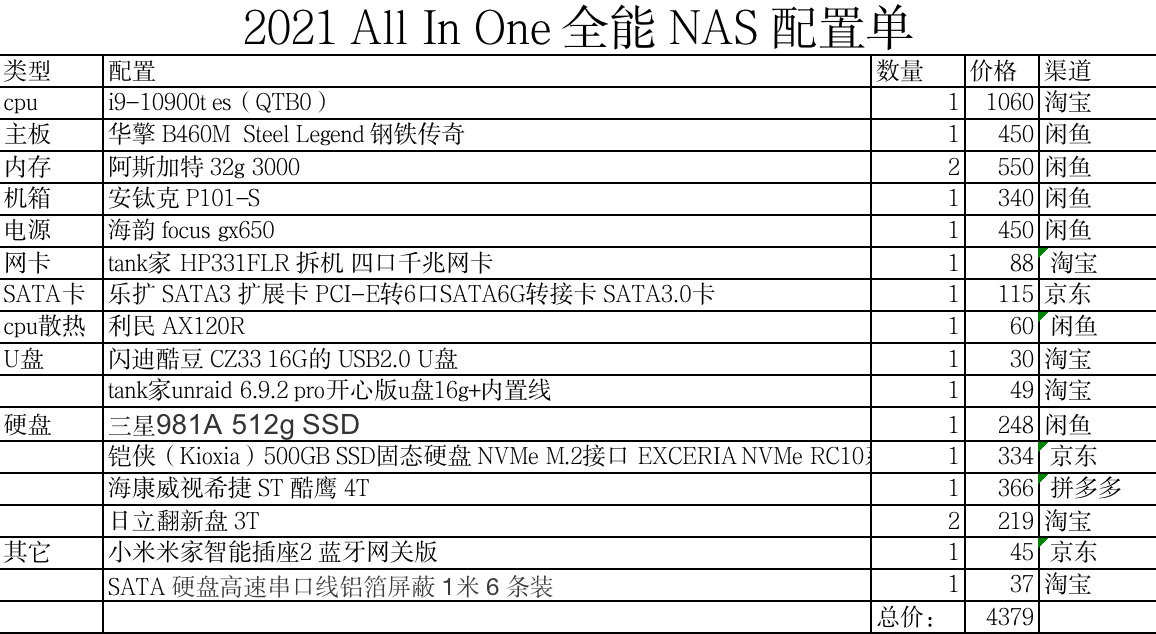 2021 All In One 全能 NAS 配置单
类型 配置 数量 价格 渠道
cpu i9-10900t es（QTB0） 1 1060 淘宝
主板 华擎 B460M Steel Legend 钢铁传奇 1 450 闲鱼
内存 阿斯加特 32g 3000 2 550 闲鱼
机箱 安钛克 P101-S 1 340 闲鱼
电源 海韵 focus gx650 1 450 闲鱼
网卡 tank家 HP331FLR 拆机 四口千兆网卡 1 88 淘宝
SATA卡 乐扩 SATA3 扩展卡 PCI-E转6口SATA6G转接卡 SATA3.0卡 1 115 京东
cpu散热 利民 AX120R 1 60 闲鱼
U盘 闪迪酷豆 CZ33 16G的 USB2.0 U盘 1 30 淘宝
tank家unraid 6.9.2 pro开心版u盘16g+内置线 1 49 淘宝
硬盘 三星981A 512g SSD 1 248 闲鱼
铠侠（Kioxia）500GB SSD固态硬盘 NVMe M.2接口 EXCERIA NVMe RC10 1 334 京东
海康威视希捷 ST 酷鹰 4T 1 366 拼多多
日立翻新盘 3T 2 219 淘宝
其它 小米米家智能插座2 蓝牙网关版 1 45 京东
SATA 硬盘高速串口线铝箔屏蔽 1米 6 条装 1 37 淘宝
总价： 4379